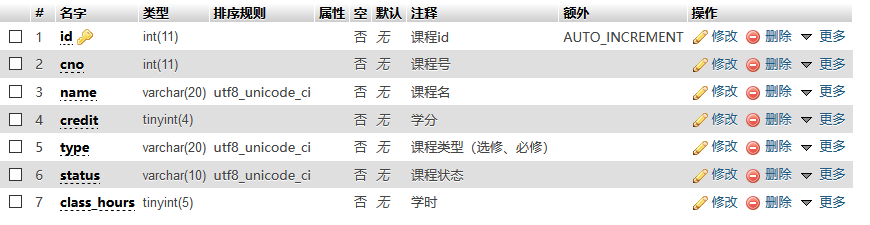 # 名字 类型 排序规则 属性 空 默认 注释 额外 操作
1 id int(11) 否 无 课程id AUTO_INCREMENT 修改 删除 更多
2 cno int(11) 否 无 课程号 修改 删除 更多
3 name varchar(20) utf8_unicode_ci 否 无 课程名 修改 删除 更多
4 credit tinyint(4) 否 无 学分 修改 删除 更多
5 type varchar(20) utf8_unicode_ci 否 无 课程类型（选修、必修） 修改 删除 更多
6 status varchar(10) utf8_unicode_ci 否 无 课程状态 修改 删除 更多
7 class_hours tinyint(5) 否 无 学时 修改 删除 更多